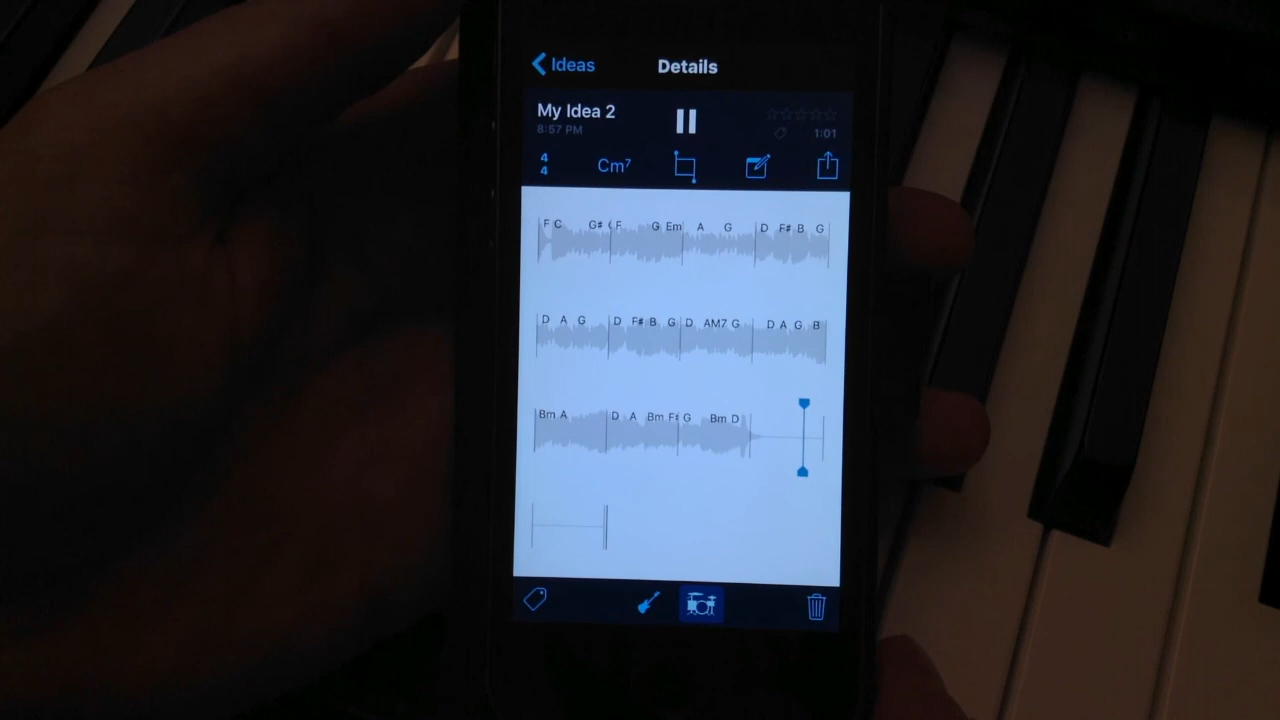 Ideas
Details
My Idea 2
8:57 PM
1:01
4
4
Cm7
F C G# F G Em A G D F# B G
D A G D F# B G D AM7 G D A G B
Bm A D A Bm F# G Bm D